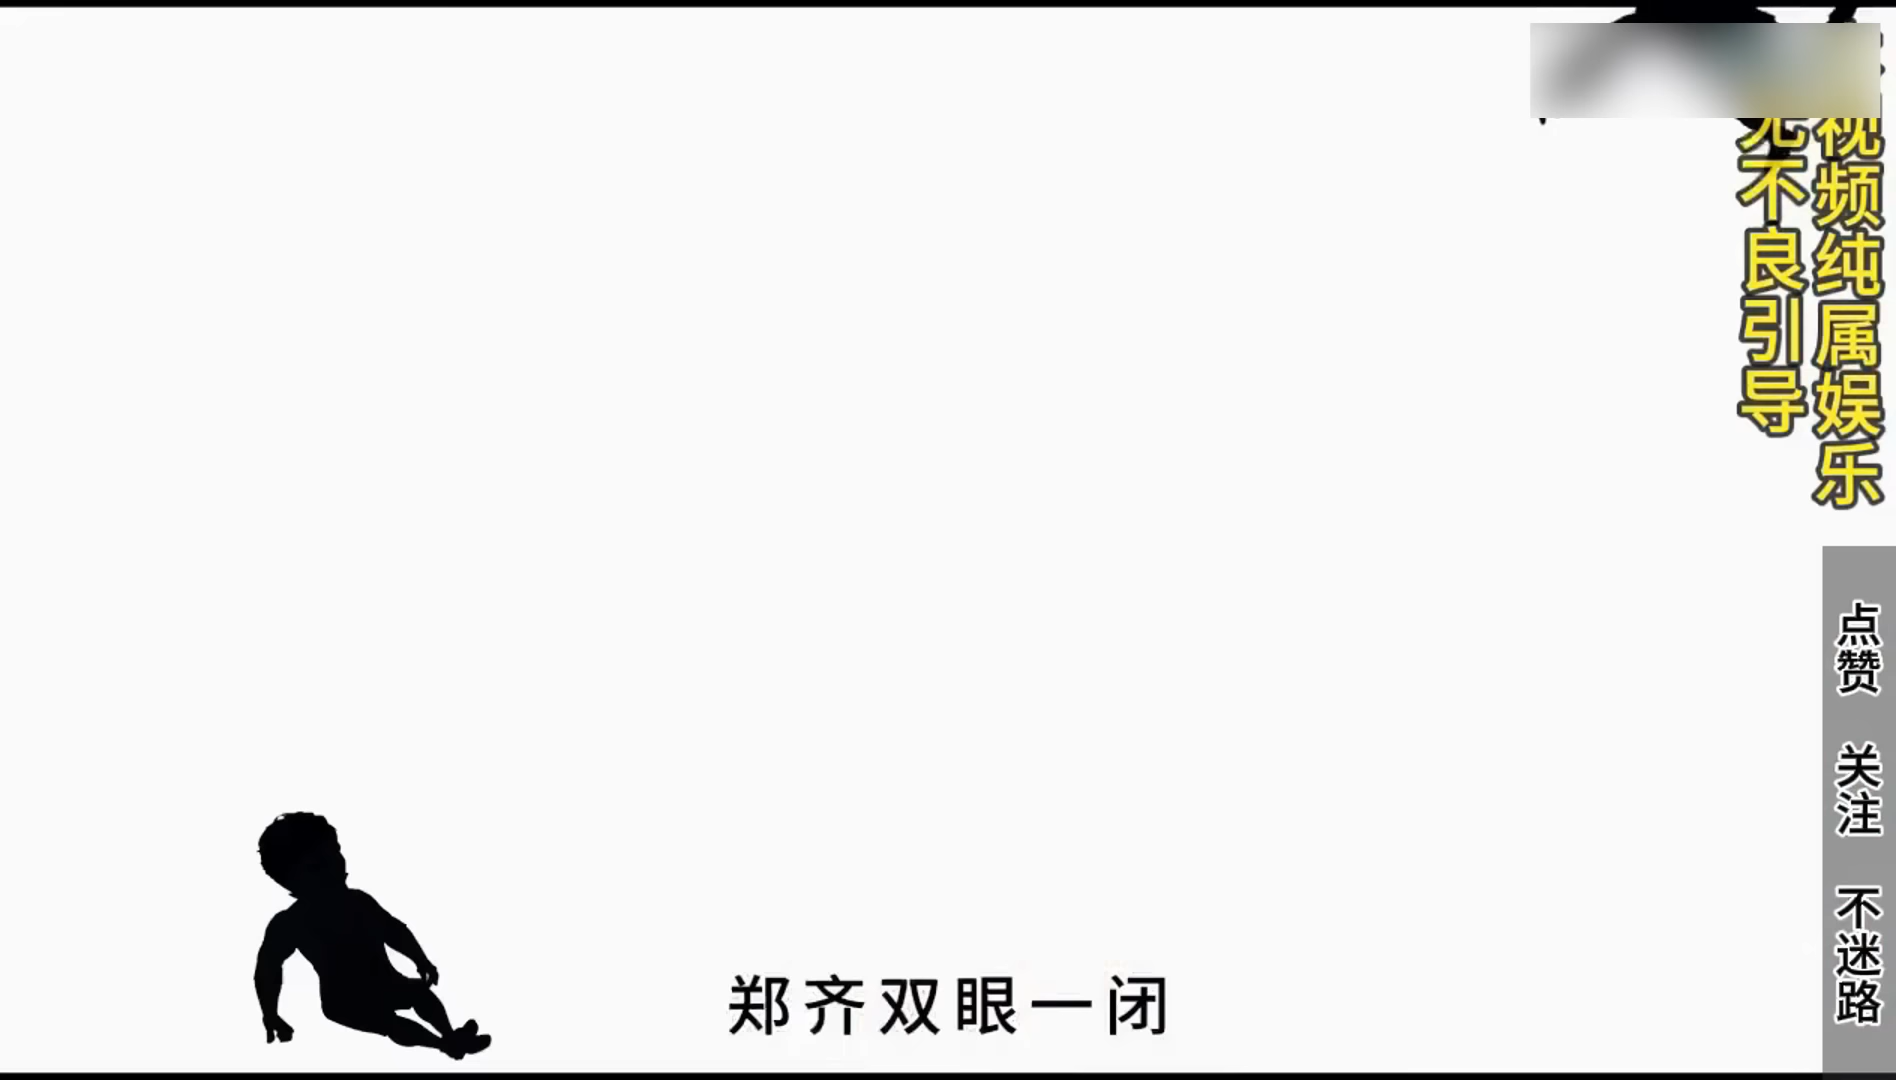 视频纯属娱乐
无不良引导
点赞 关注 不迷路
郑齐双眼一闭